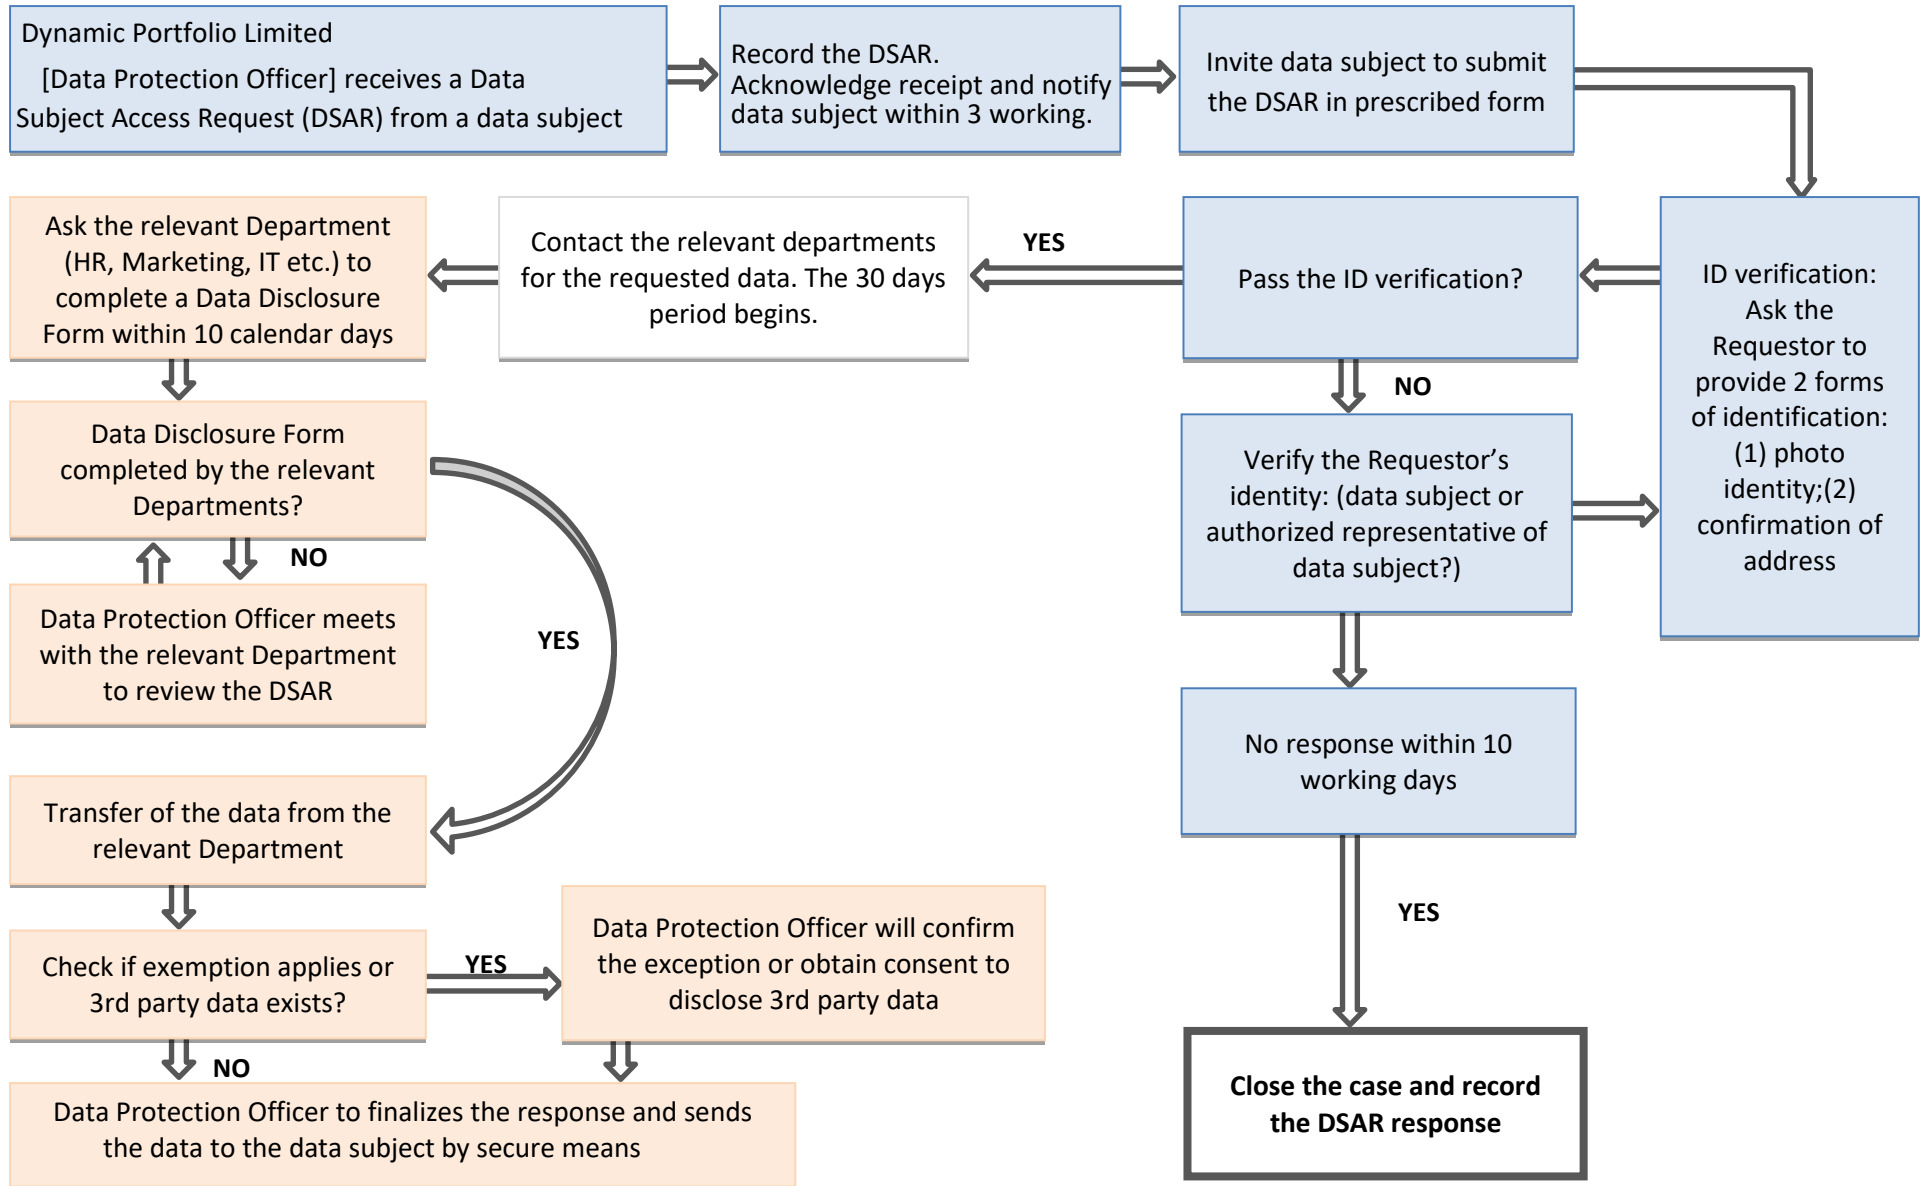 Dynamic Portfolio Limited
[Data Protection Officer] receives a Data
Subject Access Request (DSAR) from a data subject
Record the DSAR.
Acknowledge receipt and notify
data subject within 3 working.
Invite data subject to submit
the DSAR in prescribed form
ID verification:
Ask the
Requestor to
provide 2 forms
of identification:
(1) photo
identity;(2)
confirmation of
address
Pass the ID verification?
YES
Contact the relevant departments
for the requested data. The 30 days
period begins.
Ask the relevant Department
(HR, Marketing, IT etc.) to
complete a Data Disclosure
Form within 10 calendar days
NO
Verify the Requestor’s
identity: (data subject or
authorized representative of
data subject?)
No response within 10
working days
YES
Close the case and record
the DSAR response
Data Disclosure Form
completed by the relevant
Departments?
NO
Data Protection Officer meets
with the relevant Department
to review the DSAR
YES
Transfer of the data from the
relevant Department
Check if exemption applies or
3rd party data exists?
YES
Data Protection Officer will confirm
the exception or obtain consent to
disclose 3rd party data
NO
Data Protection Officer to finalizes the response and sends
the data to the data subject by secure means